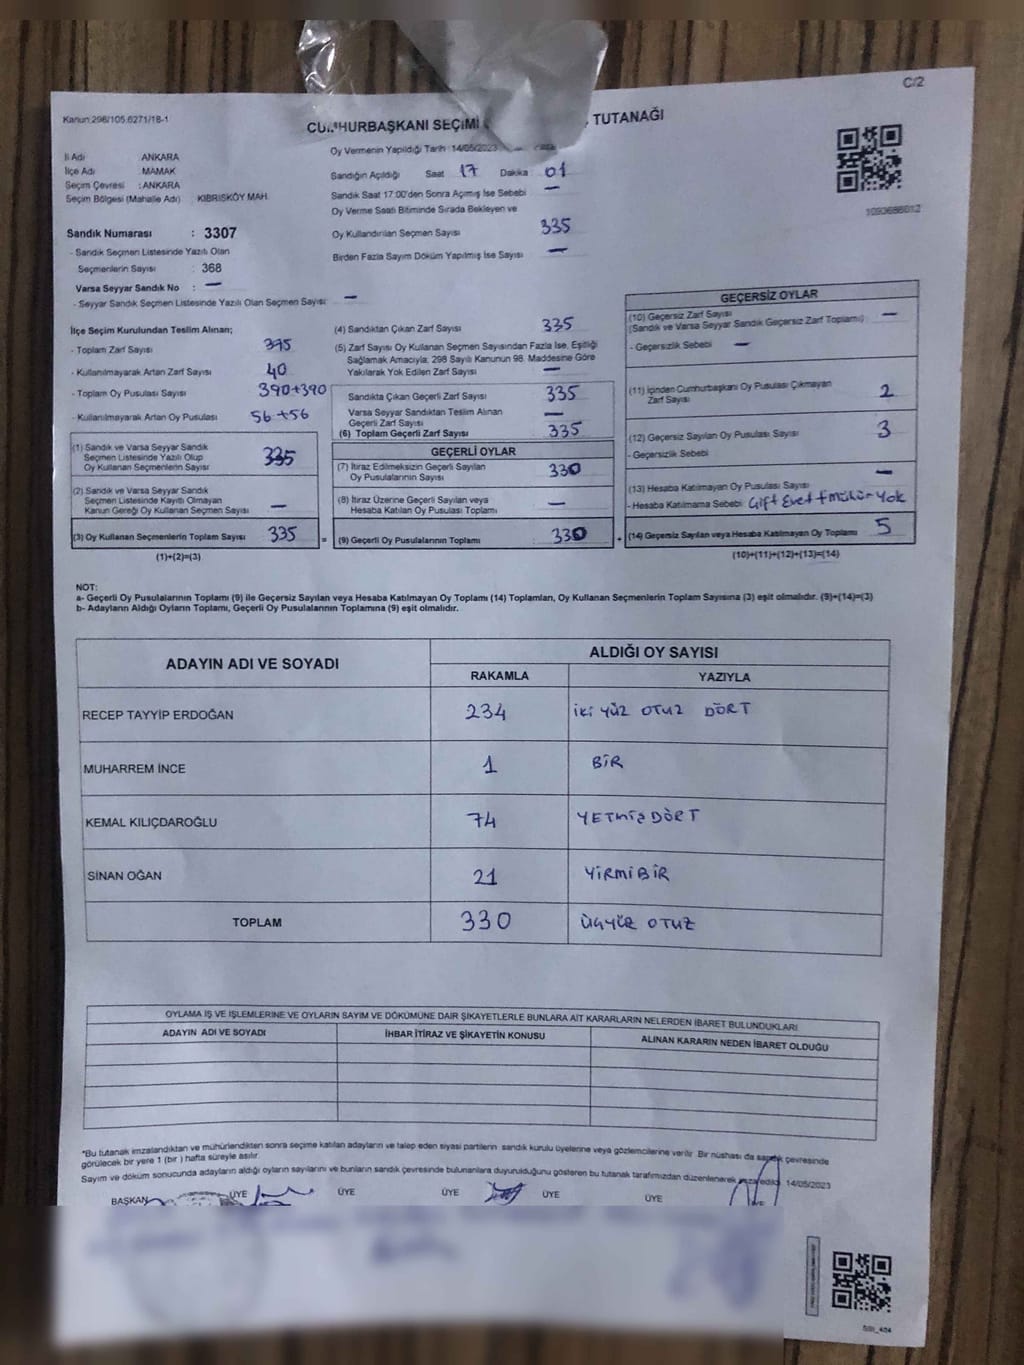 C/2
Kanun:298/105.6271/18-1
CUMHURBAŞKANI SEÇİMİ TUTANAĞI
Oy Vermenin Yapıldığı Tarih 14/05/2023
İl Adı ANKARA
İlçe Adı MAMAK
Seçim Çevresi : ANKARA
Seçim Bölgesi (Mahalle Adı) KIBRISKÖY MAH.
Sandığın Açıldığı Saat 17 Dakika 01
Sandık Saat 17:00'den Sonra Açılmış İse Sebebi —
Oy Verme Saati Bitiminde Sırada Bekleyen ve
Oy Kullandırılan Seçmen Sayısı 335
Birden Fazla Sayım Döküm Yapılmış İse Sayısı —
1093686012
Sandık Numarası : 3307
- Sandık Seçmen Listesinde Yazılı Olan
Seçmenlerin Sayısı : 368
Varsa Seyyar Sandık No : —
- Seyyar Sandık Seçmen Listesinde Yazılı Olan Seçmen Sayısı: —
İlçe Seçim Kurulundan Teslim Alınan;
- Toplam Zarf Sayısı 375
- Kullanılmayarak Artan Zarf Sayısı 40
- Toplam Oy Pusulası Sayısı 390+390
- Kullanılmayarak Artan Oy Pusulası 56+56
(1) Sandık ve Varsa Seyyar Sandık
Seçmen Listesinde Yazılı Olup
Oy Kullanan Seçmenlerin Sayısı 335
(2) Sandık ve Varsa Seyyar Sandık
Seçmen Listesinde Kayıtlı Olmayan
Kanun Gereği Oy Kullanan Seçmen Sayısı —
(3) Oy Kullanan Seçmenlerin Toplam Sayısı 335 =
(1)+(2)=(3)
(4) Sandıktan Çıkan Zarf Sayısı 335
(5) Zarf Sayısı Oy Kullanan Seçmen Sayısından Fazla İse, Eşitliği
Sağlamak Amacıyla, 298 Sayılı Kanunun 98. Maddesine Göre
Yakılarak Yok Edilen Zarf Sayısı —
Sandıkta Çıkan Geçerli Zarf Sayısı 335
Varsa Seyyar Sandıktan Teslim Alınan
Geçerli Zarf Sayısı —
(6) Toplam Geçerli Zarf Sayısı 335
GEÇERLİ OYLAR
(7) İtiraz Edilmeksizin Geçerli Sayılan
Oy Pusulalarının Sayısı 330
(8) İtiraz Üzerine Geçerli Sayılan veya
Hesaba Katılan Oy Pusulası Toplamı —
(9) Geçerli Oy Pusulalarının Toplamı : 330 +
GEÇERSİZ OYLAR
(10) Geçersiz Zarf Sayısı —
(Sandık ve Varsa Seyyar Sandık Geçersiz Zarf Toplamı)
- Geçersizlik Sebebi —
(11) İçinden Cumhurbaşkanı Oy Pusulası Çıkmayan
Zarf Sayısı 2
(12) Geçersiz Sayılan Oy Pusulası Sayısı 3
- Geçersizlik Sebebi
(13) Hesaba Katılmayan Oy Pusulası Sayısı —
- Hesaba Katılmama Sebebi: Çift Evet + mühür Yok
(14) Geçersiz Sayılan veya Hesaba Katılmayan Oy Toplamı 5
(10)+(11)+(12)+(13)=(14)
NOT:
a- Geçerli Oy Pusulalarının Toplamı (9) ile Geçersiz Sayılan veya Hesaba Katılmayan Oy Toplamı (14) Toplamları, Oy Kullanan Seçmenlerin Toplam Sayısına (3) eşit olmalıdır. (9)+(14)=(3)
b- Adayların Aldığı Oyların Toplamı, Geçerli Oy Pusulalarının Toplamına (9) eşit olmalıdır.
ADAYIN ADI VE SOYADI ALDIĞI OY SAYISI
RAKAMLA YAZIYLA
RECEP TAYYİP ERDOĞAN 234 iki yüz OTUZ DÖRT
MUHARREM İNCE 1 BİR
KEMAL KILIÇDAROĞLU 74 YETMİŞDÖRT
SİNAN OĞAN 21 YİRMİBİR
TOPLAM 330 üçyüz OTUZ
OYLAMA İŞ VE İŞLEMLERİNE VE OYLARIN SAYIM VE DÖKÜMÜNE DAİR ŞİKAYETLERLE BUNLARA AİT KARARLARIN NELERDEN İBARET BULUNDUKLARI
ADAYIN ADI VE SOYADI İHBAR İTİRAZ VE ŞİKAYETİN KONUSU ALINAN KARARIN NEDEN İBARET OLDUĞU
*Bu tutanak imzalandıktan ve mühürlendikten sonra seçime katılan adayların ve talep eden siyasi partilerin sandık kurulu üyelerine veya gözlemcilerine verilir. Bir nüshası da sandık çevresinde
görülecek bir yere 1 (bir) hafta süreyle asılır.
Sayım ve döküm sonucunda adayların aldığı oyların sayılarını ve bunların sandık çevresinde bulunanlara duyurulduğunu gösteren bu tutanak tarafımızdan düzenlenerek imza edildi. 14/05/2023
BAŞKAN ÜYE ÜYE ÜYE ÜYE ÜYE ÜYE